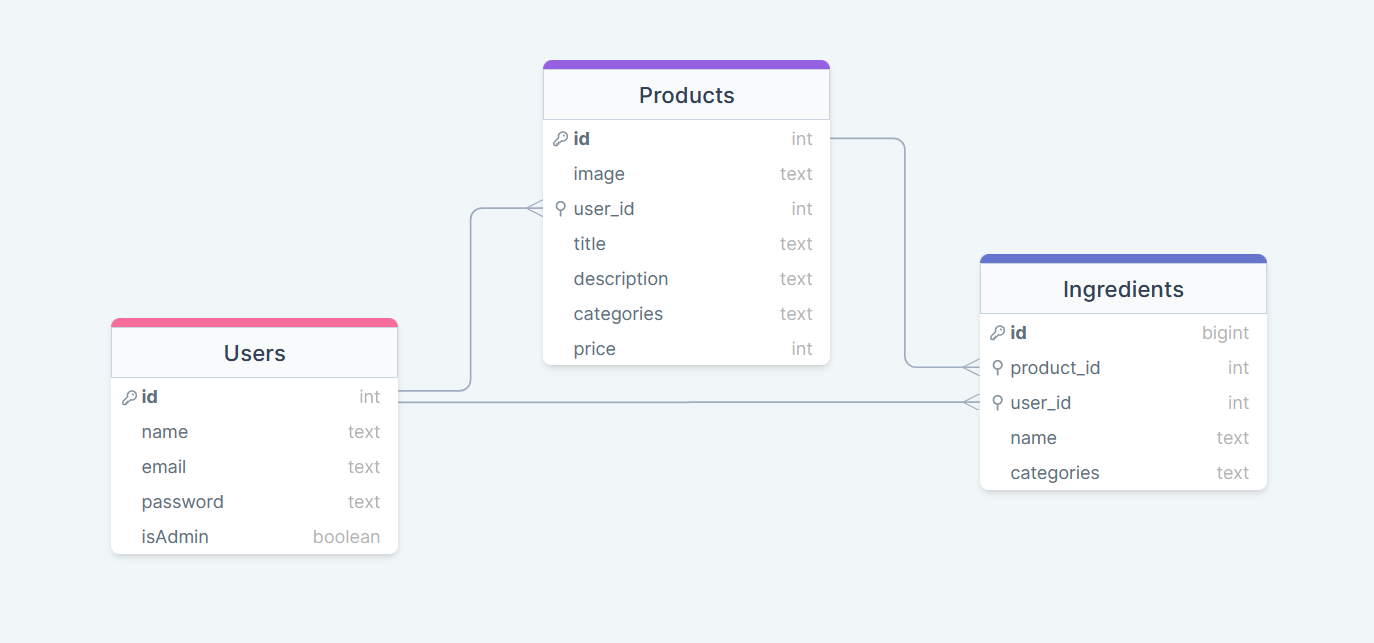 Products
id int
image text
user_id int
title text
description text
categories text
price int
Users
id int
name text
email text
password text
isAdmin boolean
Ingredients
id bigint
product_id int
user_id int
name text
categories text